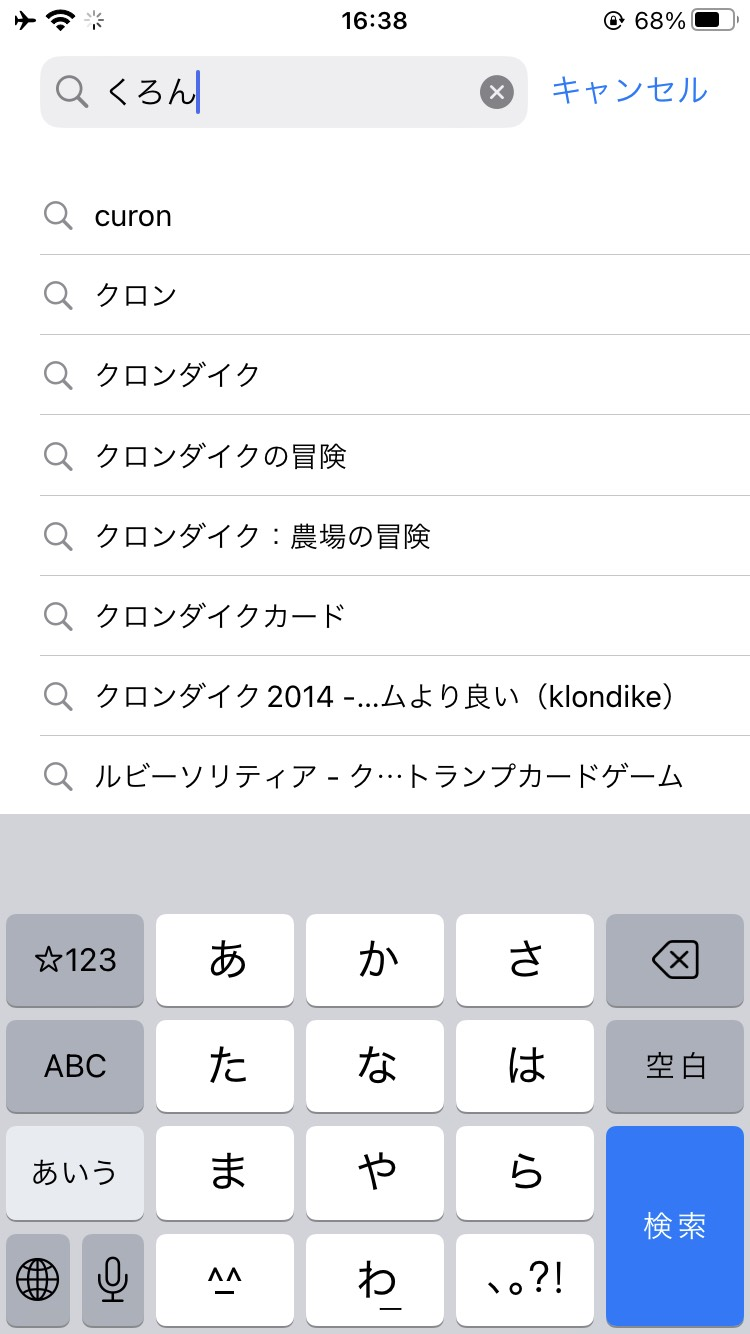 16:38 68%
くろん キャンセル
curon
クロン
クロンダイク
クロンダイクの冒険
クロンダイク：農場の冒険
クロンダイクカード
クロンダイク 2014 -...ムより良い（klondike）
ルビーソリティア - ク…トランプカードゲーム
☆123 あ か さ
ABC た な は 空白
あいう ま や ら 検索
^_^ わ_ 、。?!